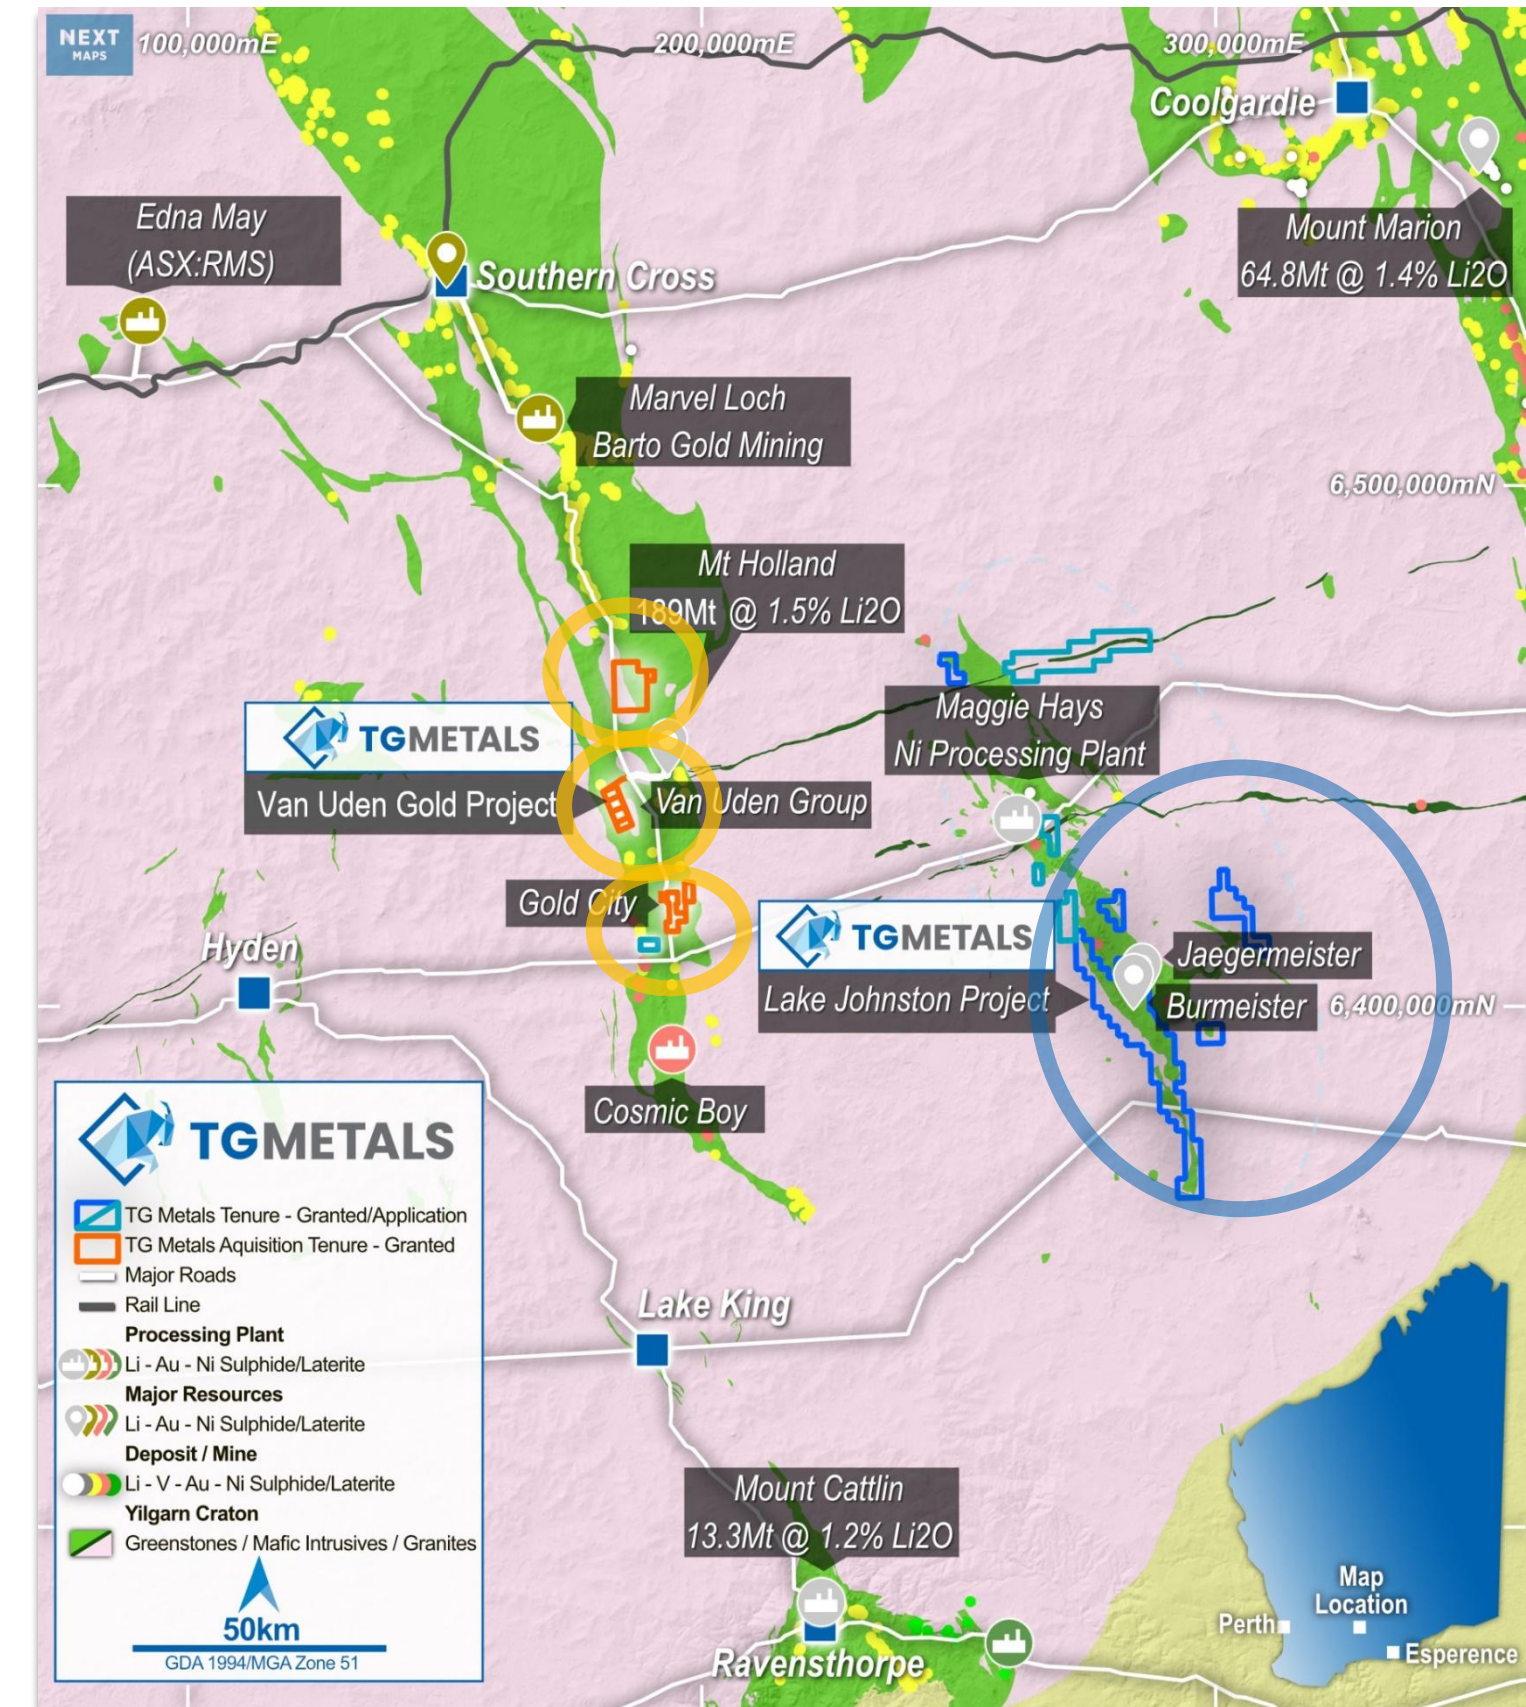 NEXT
MAPS
100,000mE
200,000mE
300,000mE
Coolgardie
Edna May
(ASX:RMS)
Mount Marion
64.8Mt @ 1.4% Li2O
Southern Cross
Marvel Loch
Barto Gold Mining
6,500,000mN
Mt Holland
189Mt @ 1.5% Li2O
Maggie Hays
Ni Processing Plant
TGMETALS
Van Uden Gold Project
Van Uden Group
Gold City
TGMETALS
Lake Johnston Project
Hyden
Jaegermeister
Burmeister
6,400,000mN
Cosmic Boy
TGMETALS
TG Metals Tenure - Granted/Application
TG Metals Aquisition Tenure - Granted
Major Roads
Rail Line
Processing Plant
Li - Au - Ni Sulphide/Laterite
Major Resources
Li - Au - Ni Sulphide/Laterite
Deposit / Mine
Li - V - Au - Ni Sulphide/Laterite
Yilgarn Craton
Greenstones / Mafic Intrusives / Granites
50km
GDA 1994/MGA Zone 51
Lake King
Mount Cattlin
13.3Mt @ 1.2% Li2O
Ravensthorpe
Map
Location
Perth
Esperence